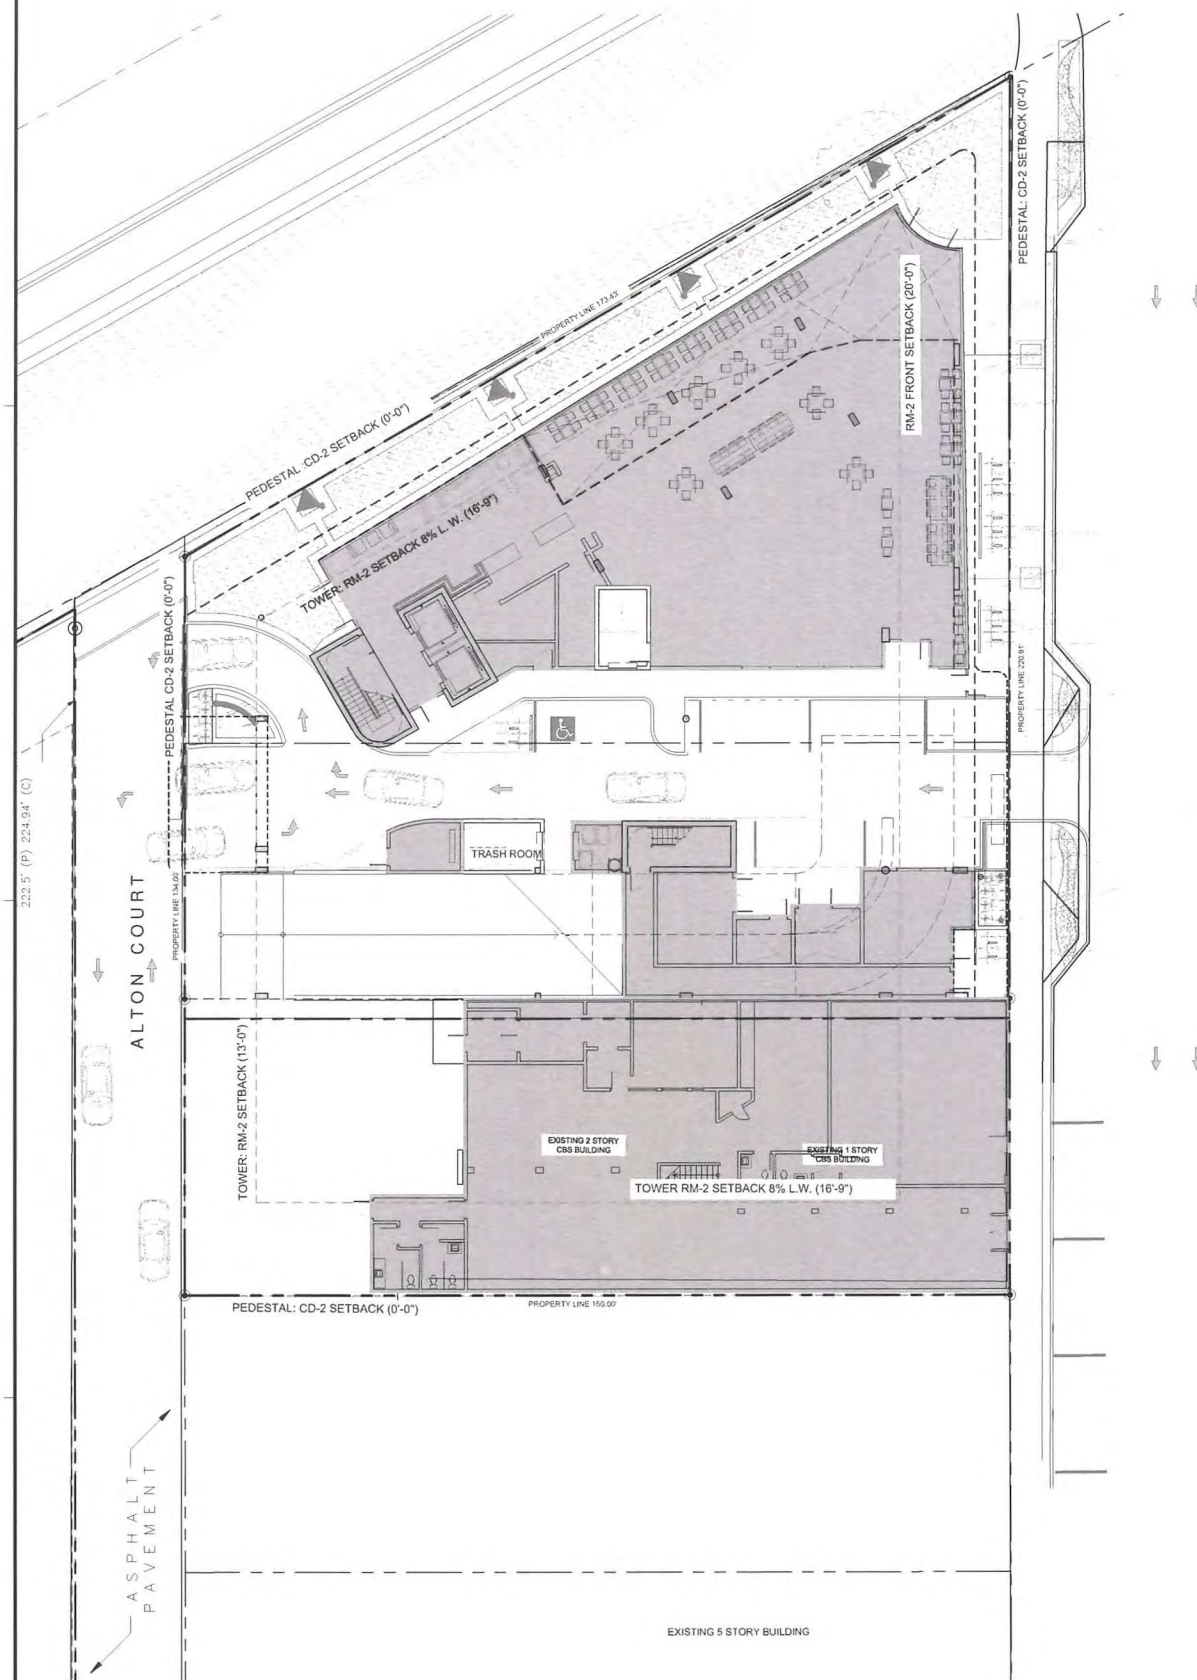 PEDESTAL: CD-2 SETBACK (0'-0")
RM-2 FRONT SETBACK (20'-0")
PROPERTY LINE 173.43'
PEDESTAL :CD-2 SETBACK (0'-0")
TOWER: RM-2 SETBACK 8% L. W. (16'-9")
PEDESTAL CD-2 SETBACK (0'-0")
PROPERTY LINE 220.91'
222.5' (P) 224.94' (C)
TRASH ROOM
ALTON COURT
PROPERTY LINE 134.00'
TOWER: RM-2 SETBACK (13'-0")
EXISTING 2 STORY
CBS BUILDING
EXISTING 1 STORY
CBS BUILDING
TOWER RM-2 SETBACK 8% L.W. (16'-9")
PEDESTAL: CD-2 SETBACK (0'-0")
PROPERTY LINE 150.00'
ASPHALT
PAVEMENT
EXISTING 5 STORY BUILDING